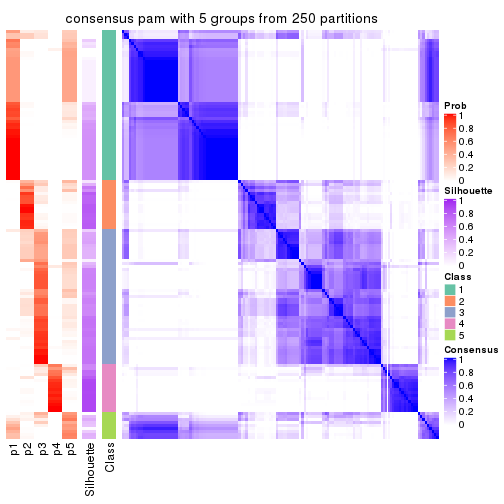 consensus pam with 5 groups from 250 partitions
Prob
1
0.8
0.6
0.4
0.2
0
Silhouette
1
0.8
0.6
0.4
0.2
0
Class
1
2
3
4
5
Consensus
1
0.8
0.6
0.4
0.2
0
p1
p2
p3
p4
p5
Silhouette
Class